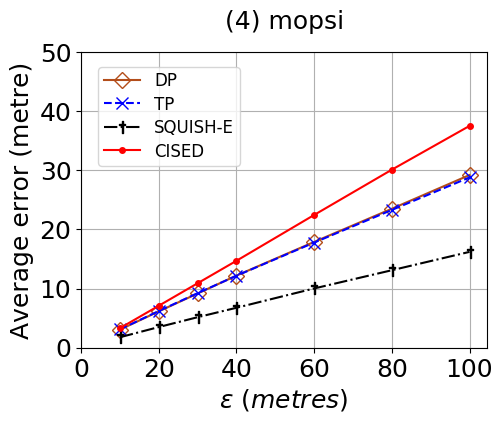 (4) mopsi
50
40
30
20
10
0
Average error (metre)
DP
TP
SQUISH-E
CISED
0 20 40 60 80 100
ε (metres)